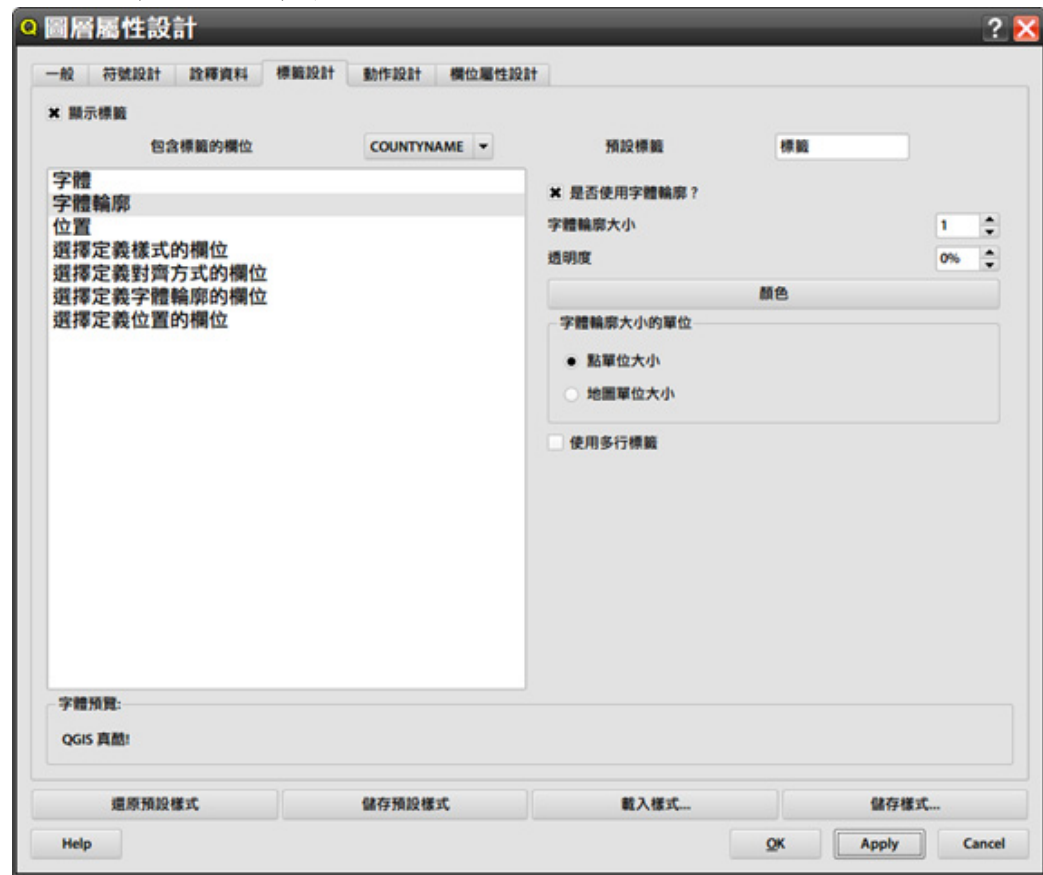 圖層屬性設計
一般 符號設計 詮釋資料 標籤設計 動作設計 欄位屬性設計
顯示標籤
包含標籤的欄位 COUNTYNAME 預設標籤 標籤
字體
字體輪廓
位置
選擇定義樣式的欄位
選擇定義對齊方式的欄位
選擇定義字體輪廓的欄位
選擇定義位置的欄位
是否使用字體輪廓？
字體輪廓大小 1
透明度 0%
顏色
字體輪廓大小的單位
點單位大小
地圖單位大小
使用多行標籤
字體預覽:
QGIS 真酷!
還原預設樣式 儲存預設樣式 載入樣式... 儲存樣式...
Help OK Apply Cancel